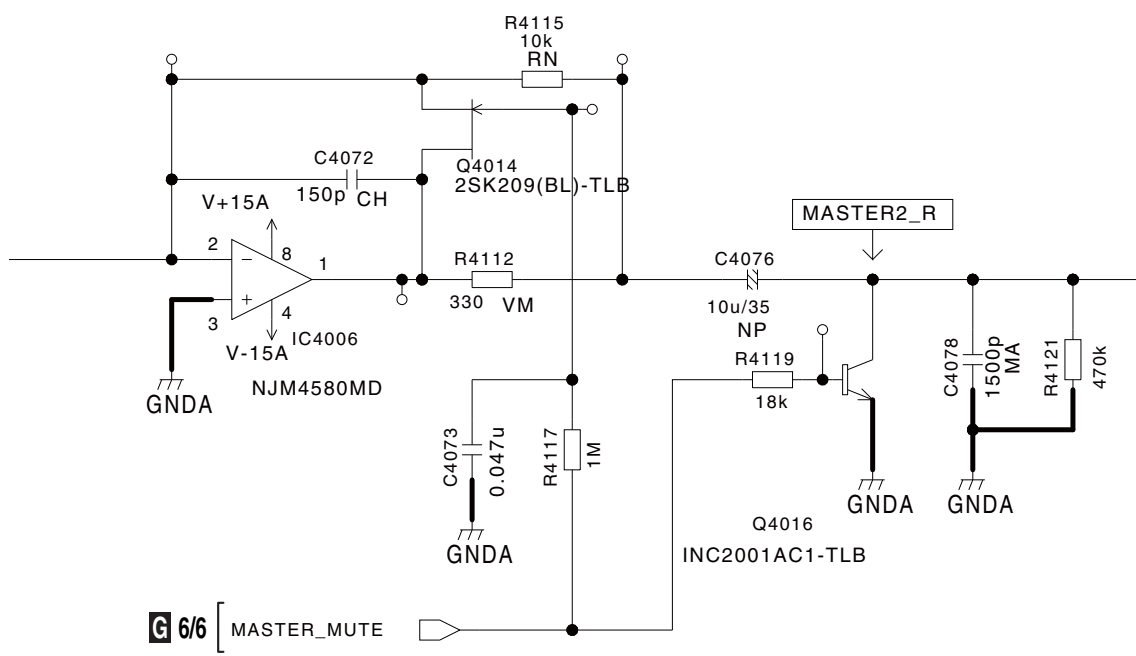 R4115
10k
RN
C4072
150p CH
Q4014
2SK209(BL)-TLB
V+15A
2
8
1
3
4
IC4006
V-15A
NJM4580MD
GNDA
R4112
330 VM
MASTER2_R
C4076
10u/35
NP
R4119
18k
C4078
1500p
MA
R4121
470k
C4073
0.047u
R4117
1M
GNDA
GNDA
GNDA
Q4016
INC2001AC1-TLB
G 6/6 MASTER_MUTE